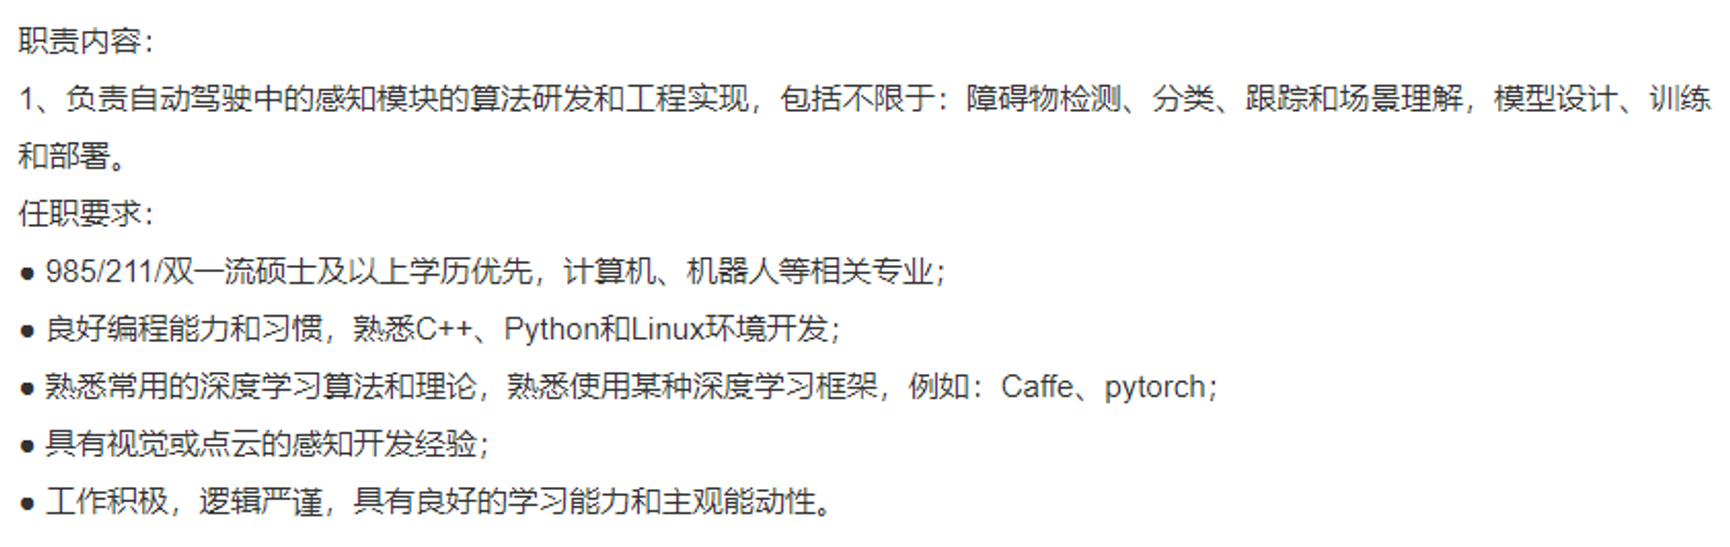 职责内容：
1、负责自动驾驶中的感知模块的算法研发和工程实现，包括不限于：障碍物检测、分类、跟踪和场景理解，模型设计、训练
和部署。
任职要求：
● 985/211/双一流硕士及以上学历优先，计算机、机器人等相关专业；
● 良好编程能力和习惯，熟悉C++、Python和Linux环境开发；
● 熟悉常用的深度学习算法和理论，熟悉使用某种深度学习框架，例如：Caffe、pytorch；
● 具有视觉或点云的感知开发经验；
● 工作积极，逻辑严谨，具有良好的学习能力和主观能动性。